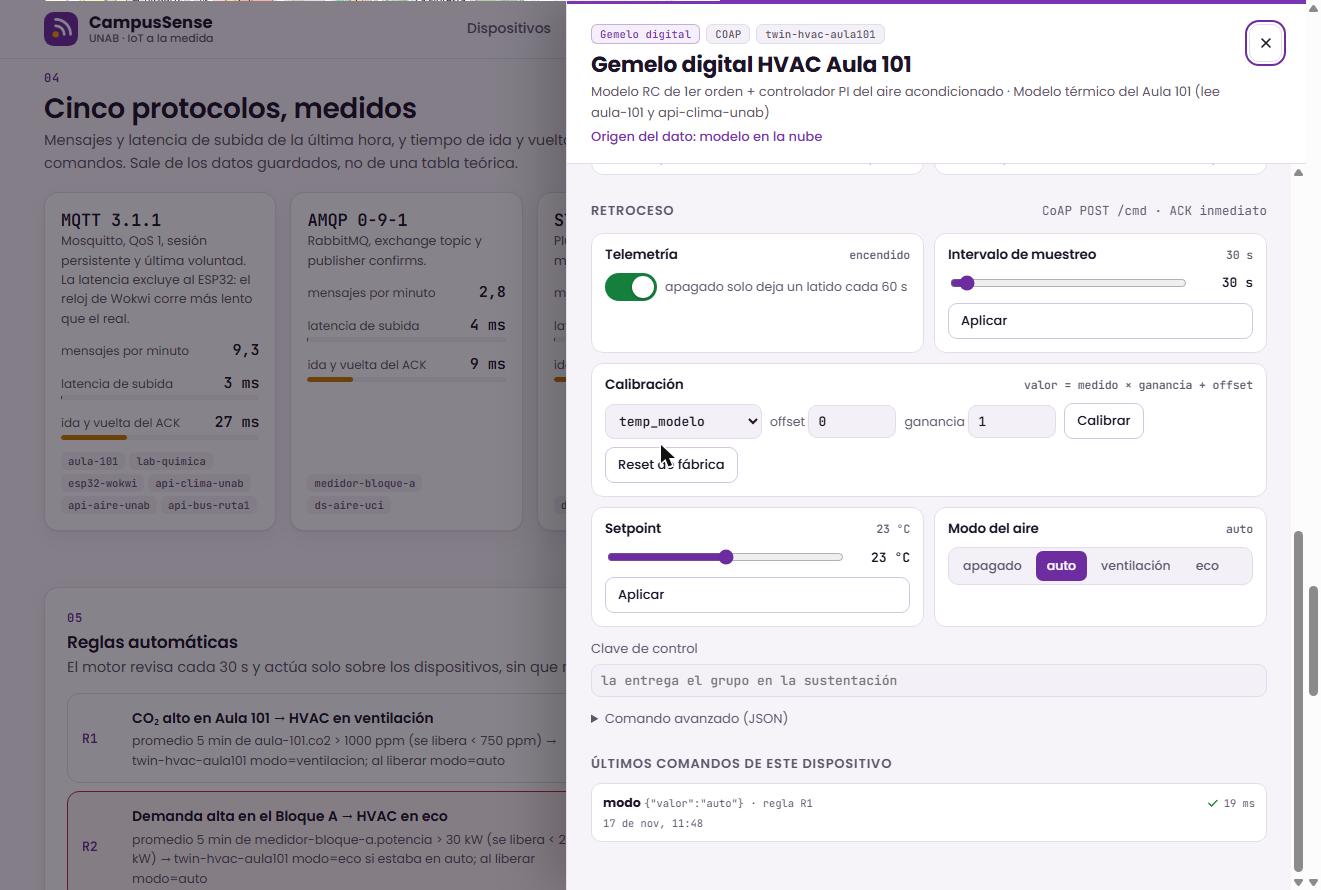 CampusSense
UNAB · IoT a la medida
Dispositivos
04
Cinco protocolos, medidos
Mensajes y latencia de subida de la última hora, y tiempo de ida y vuelta
comandos. Sale de los datos guardados, no de una tabla teórica.
MQTT 3.1.1
Mosquitto, QoS 1, sesión
persistente y última voluntad.
La latencia excluye al ESP32: el
reloj de Wokwi corre más lento
que el real.
mensajes por minuto 9,3
latencia de subida 3 ms
ida y vuelta del ACK 27 ms
aula-101 lab-quimica
esp32-wokwi api-clima-unab
api-aire-unab api-bus-ruta1
AMQP 0-9-1
RabbitMQ, exchange topic y
publisher confirms.
mensajes por minuto 2,8
latencia de subida 4 ms
ida y vuelta del ACK 9 ms
medidor-bloque-a
ds-aire-uci
05
Reglas automáticas
El motor revisa cada 30 s y actúa solo sobre los dispositivos, sin que
R1
CO₂ alto en Aula 101 → HVAC en ventilación
promedio 5 min de aula-101.co2 > 1000 ppm (se libera < 750 ppm) →
twin-hvac-aula101 modo=ventilacion; al liberar modo=auto
R2
Demanda alta en el Bloque A → HVAC en eco
promedio 5 min de medidor-bloque-a.potencia > 30 kW (se libera < 2
kW) → twin-hvac-aula101 modo=eco si estaba en auto; al liberar
modo=auto
Gemelo digital COAP twin-hvac-aula101
Gemelo digital HVAC Aula 101
Modelo RC de 1er orden + controlador PI del aire acondicionado · Modelo térmico del Aula 101 (lee
aula-101 y api-clima-unab)
Origen del dato: modelo en la nube
RETROCESO CoAP POST /cmd · ACK inmediato
Telemetría encendido
apagado solo deja un latido cada 60 s
Intervalo de muestreo 30 s
30 s
Aplicar
Calibración valor = medido × ganancia + offset
temp_modelo offset 0 ganancia 1 Calibrar
Reset de fábrica
Setpoint 23 °C
23 °C
Aplicar
Modo del aire auto
apagado auto ventilación eco
Clave de control
la entrega el grupo en la sustentación
Comando avanzado (JSON)
ÚLTIMOS COMANDOS DE ESTE DISPOSITIVO
modo {"valor":"auto"} · regla R1 ✓ 19 ms
17 de nov, 11:48